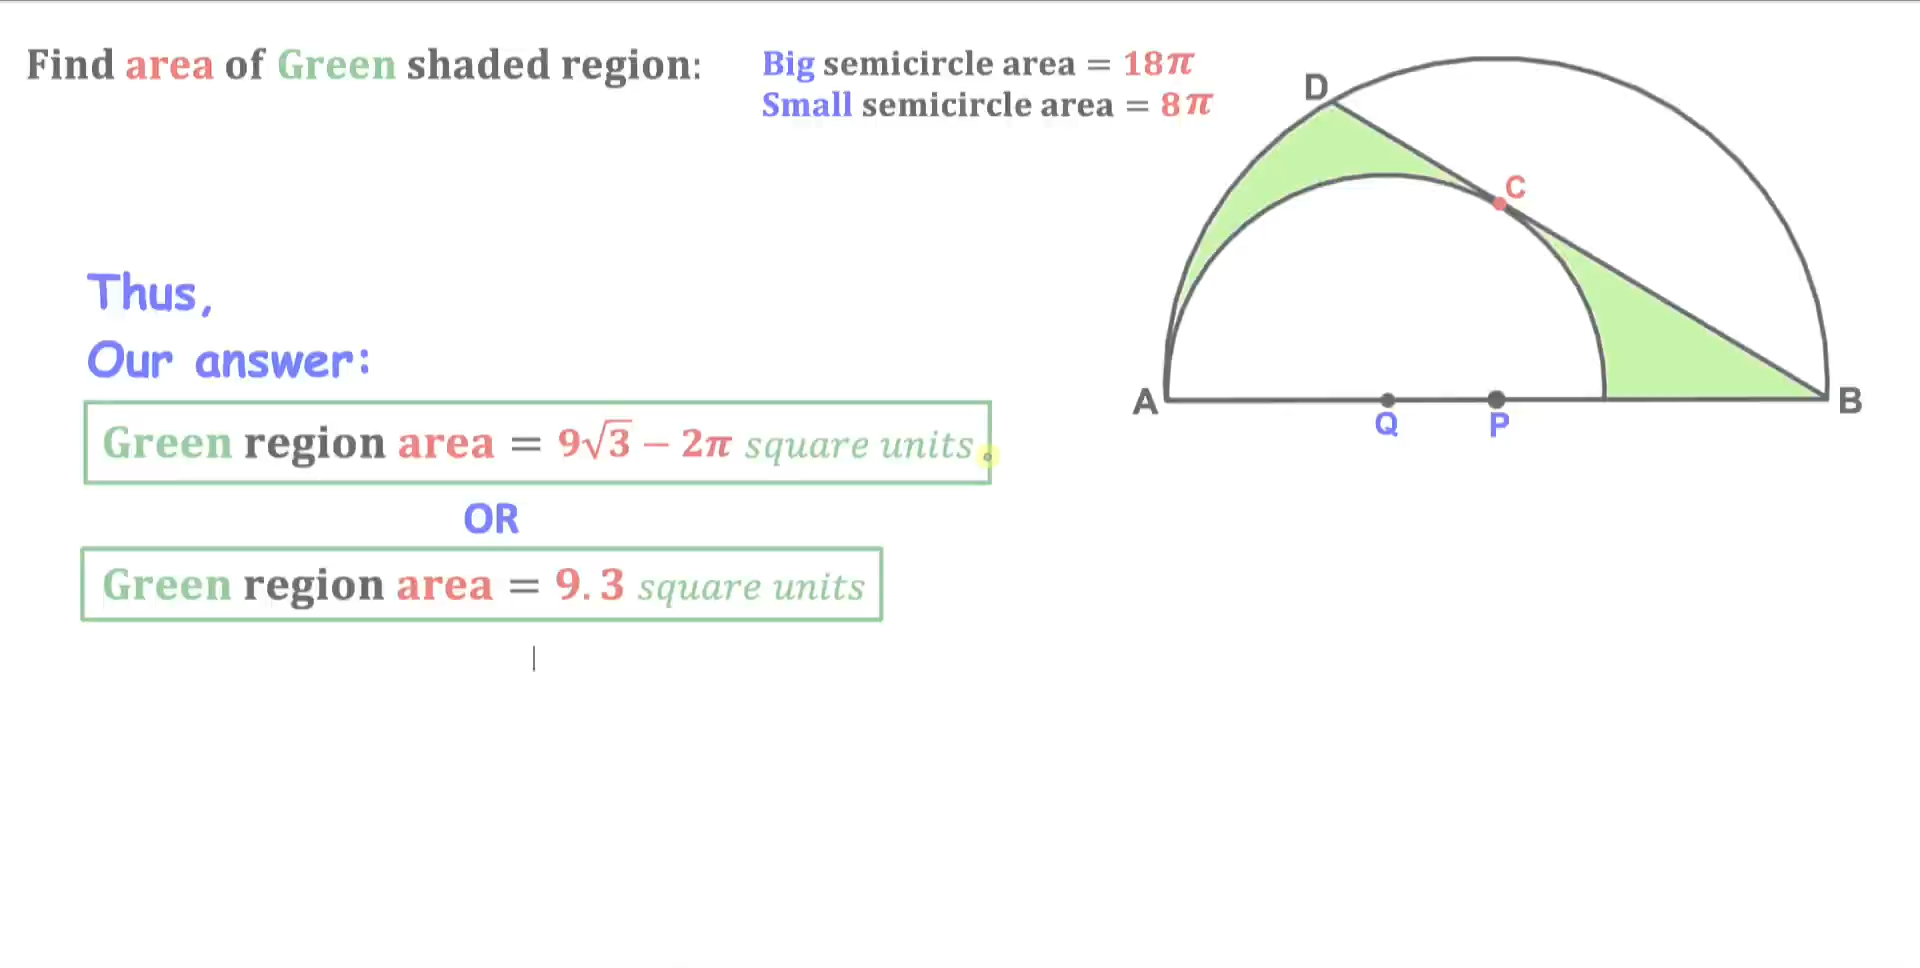 Find area of Green shaded region:
Big semicircle area = 18π
Small semicircle area = 8π
D
C
A
Q
P
B
Thus,
Our answer:
Green region area = 9√3 − 2π square units
OR
Green region area = 9.3 square units